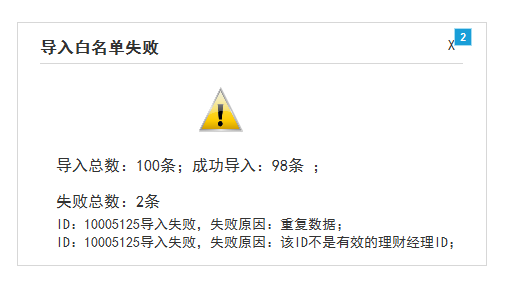 导入白名单失败
X 2
导入总数：100条；成功导入：98条 ；
失败总数：2条
ID：10005125导入失败，失败原因：重复数据；
ID：10005125导入失败，失败原因：该ID不是有效的理财经理ID；